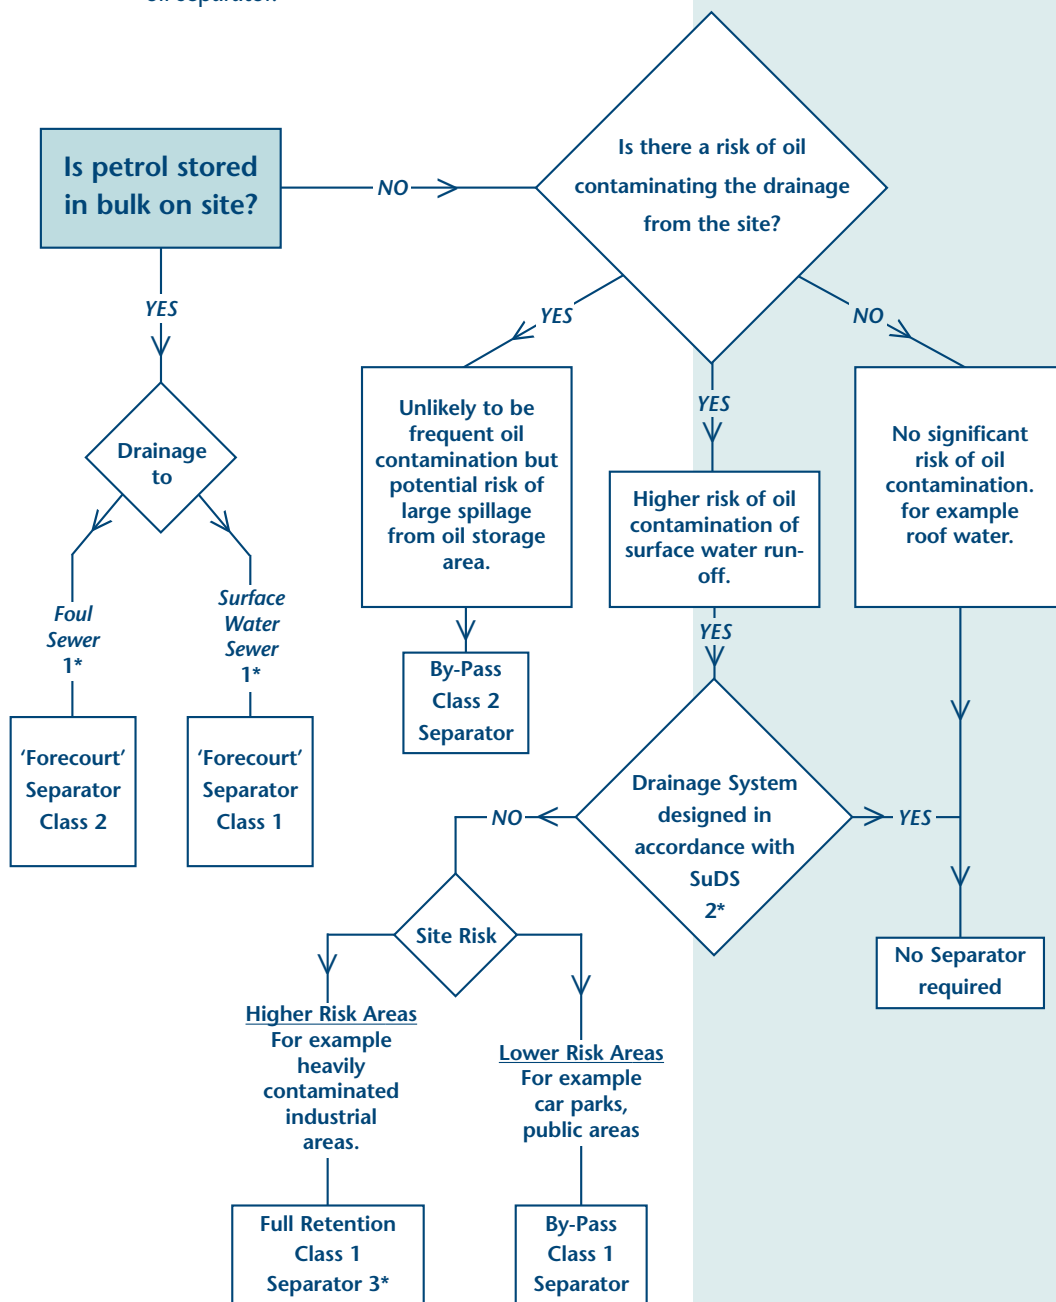 Is petrol stored
in bulk on site?
NO
Is there a risk of oil
contaminating the drainage
from the site?
YES
YES
NO
YES
Drainage
to
Foul
Sewer
1*
Surface
Water
Sewer
1*
'Forecourt'
Separator
Class 2
'Forecourt'
Separator
Class 1
Unlikely to be
frequent oil
contamination but
potential risk of
large spillage
from oil storage
area.
By-Pass
Class 2
Separator
Higher risk of oil
contamination of
surface water run-
off.
YES
No significant
risk of oil
contamination.
for example
roof water.
Drainage System
designed in
accordance with
SuDS
2*
NO
YES
No Separator
required
Site Risk
Higher Risk Areas
For example
heavily
contaminated
industrial
areas.
Lower Risk Areas
For example
car parks,
public areas
Full Retention
Class 1
Separator 3*
By-Pass
Class 1
Separator